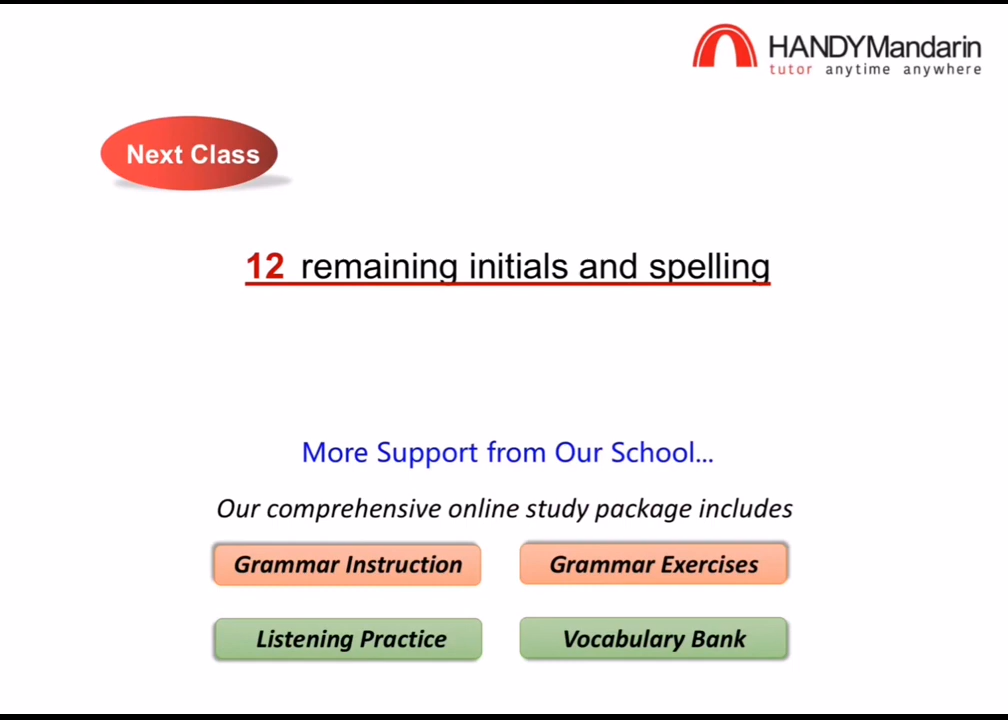 HANDYMandarin
tutor anytime anywhere
Next Class
12 remaining initials and spelling
More Support from Our School...
Our comprehensive online study package includes
Grammar Instruction
Grammar Exercises
Listening Practice
Vocabulary Bank